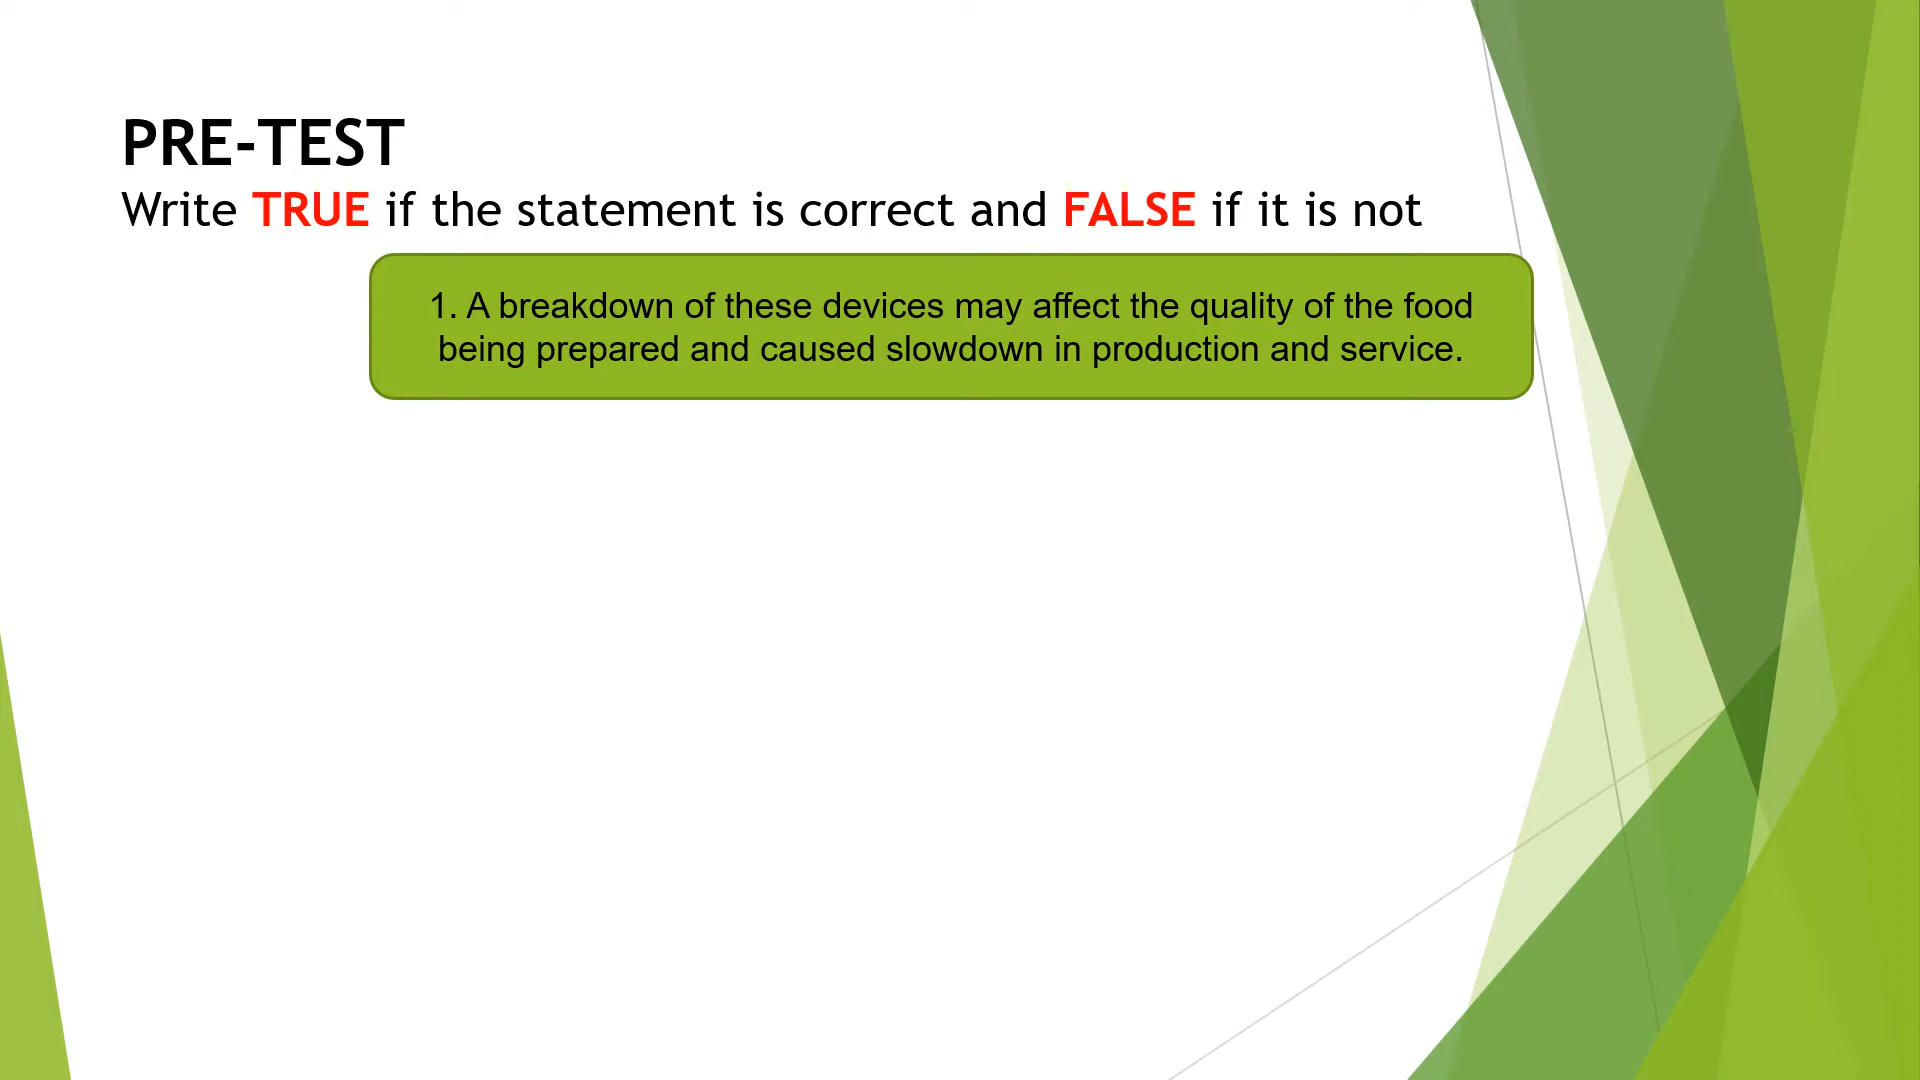 PRE-TEST
Write TRUE if the statement is correct and FALSE if it is not
1. A breakdown of these devices may affect the quality of the food
being prepared and caused slowdown in production and service.